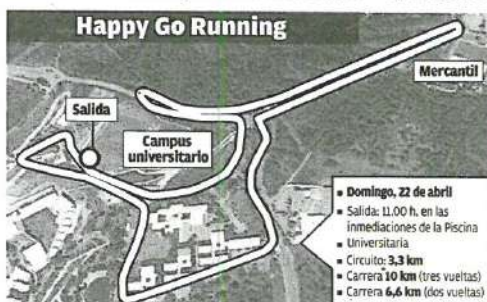 Happy Go Running
Mercantil
Salida
Campus
universitario
▪ Domingo, 22 de abril
▪ Salida: 11.00 h. en las
inmediaciones de la Piscina
▪ Universitaria
▪ Circuito: 3,3 km
▪ Carrera 10 km (tres vueltas)
▪ Carrera 6,6 km (dos vueltas)